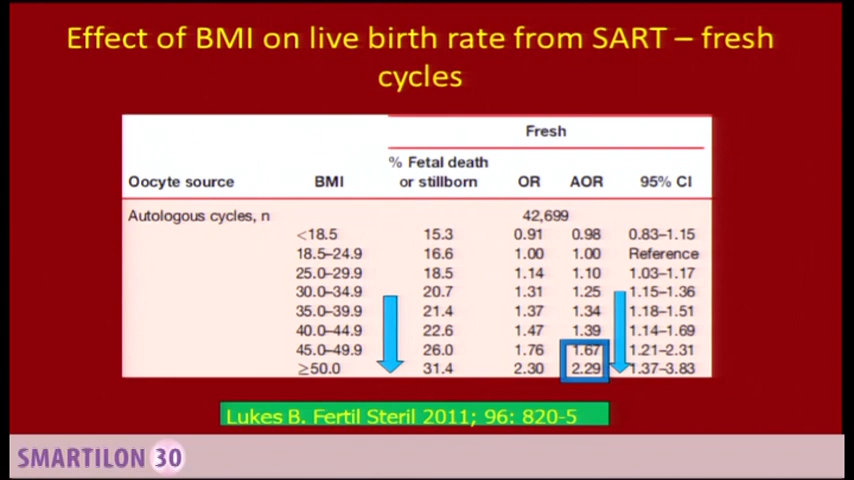 Effect of BMI on live birth rate from SART – fresh
cycles
Fresh
% Fetal death
Oocyte source BMI or stillborn OR AOR 95% CI
Autologous cycles, n 42,699
<18.5 15.3 0.91 0.98 0.83–1.15
18.5–24.9 16.6 1.00 1.00 Reference
25.0–29.9 18.5 1.14 1.10 1.03–1.17
30.0–34.9 20.7 1.31 1.25 1.15–1.36
35.0–39.9 21.4 1.37 1.34 1.18–1.51
40.0–44.9 22.6 1.47 1.39 1.14–1.69
45.0–49.9 26.0 1.76 1.67 1.21–2.31
≥50.0 31.4 2.30 2.29 1.37–3.83
Lukes B. Fertil Steril 2011; 96: 820-5
SMARTILON 30